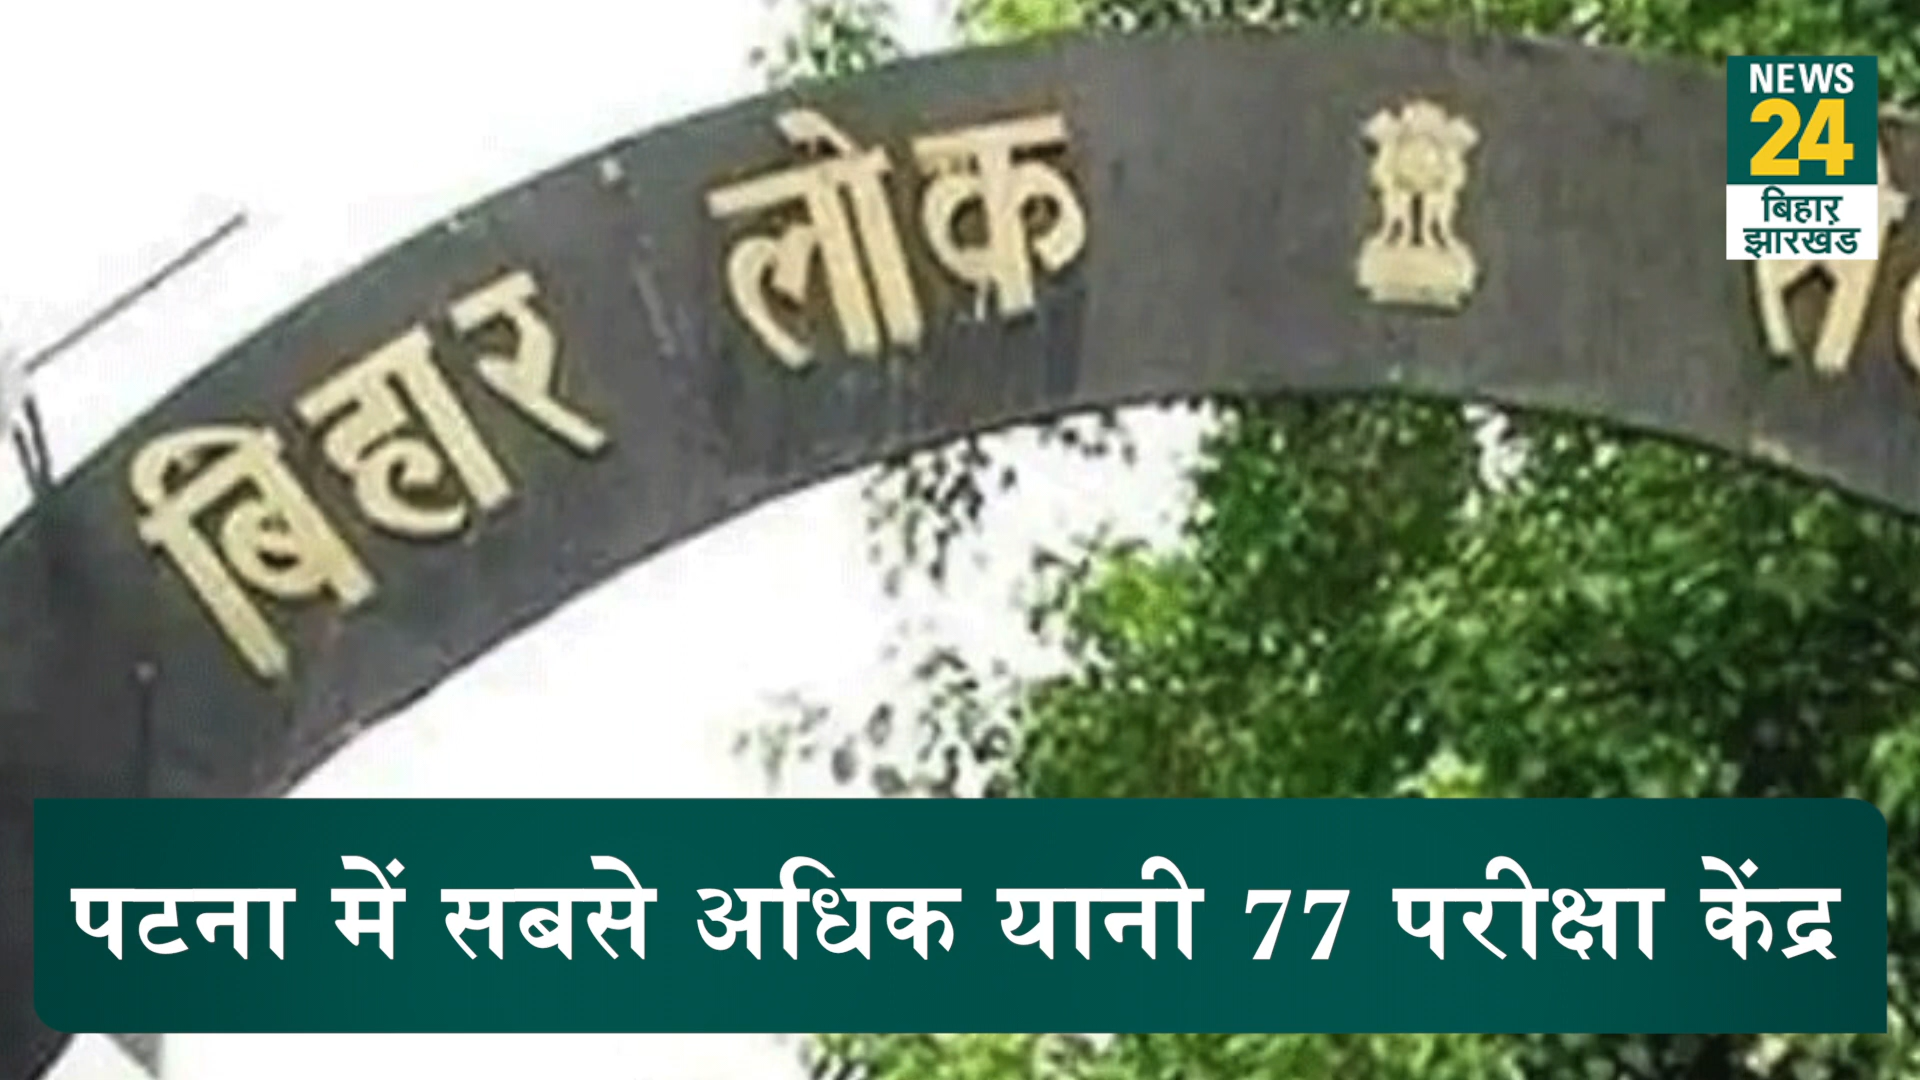 बिहार लोक
NEWS
24
बिहार
झारखंड
पटना में सबसे अधिक यानी 77 परीक्षा केंद्र